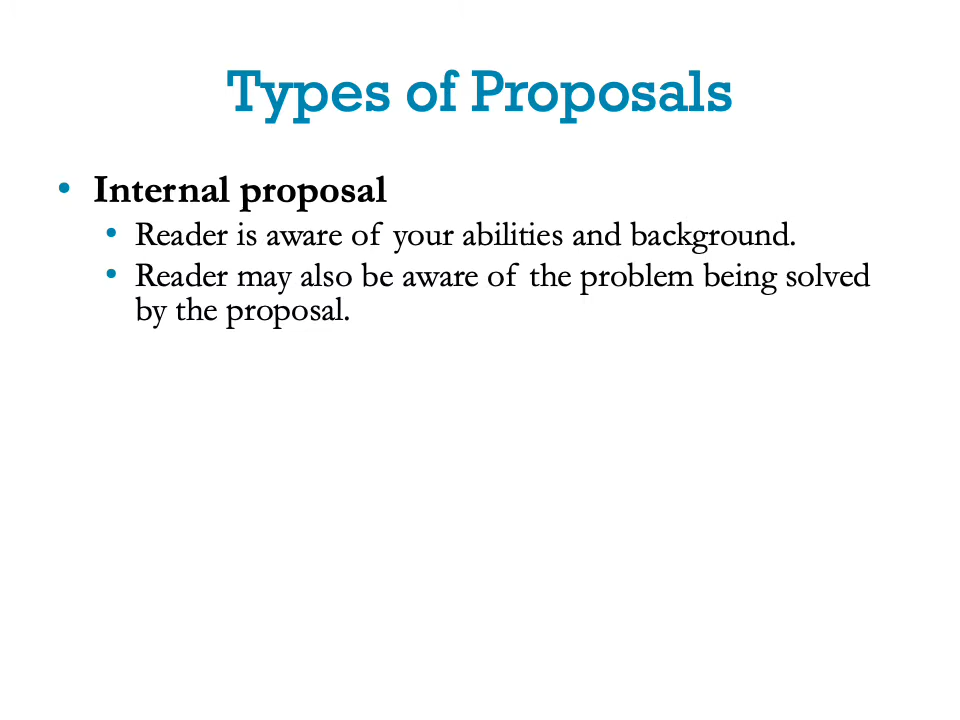 Types of Proposals
• Internal proposal
• Reader is aware of your abilities and background.
• Reader may also be aware of the problem being solved
by the proposal.